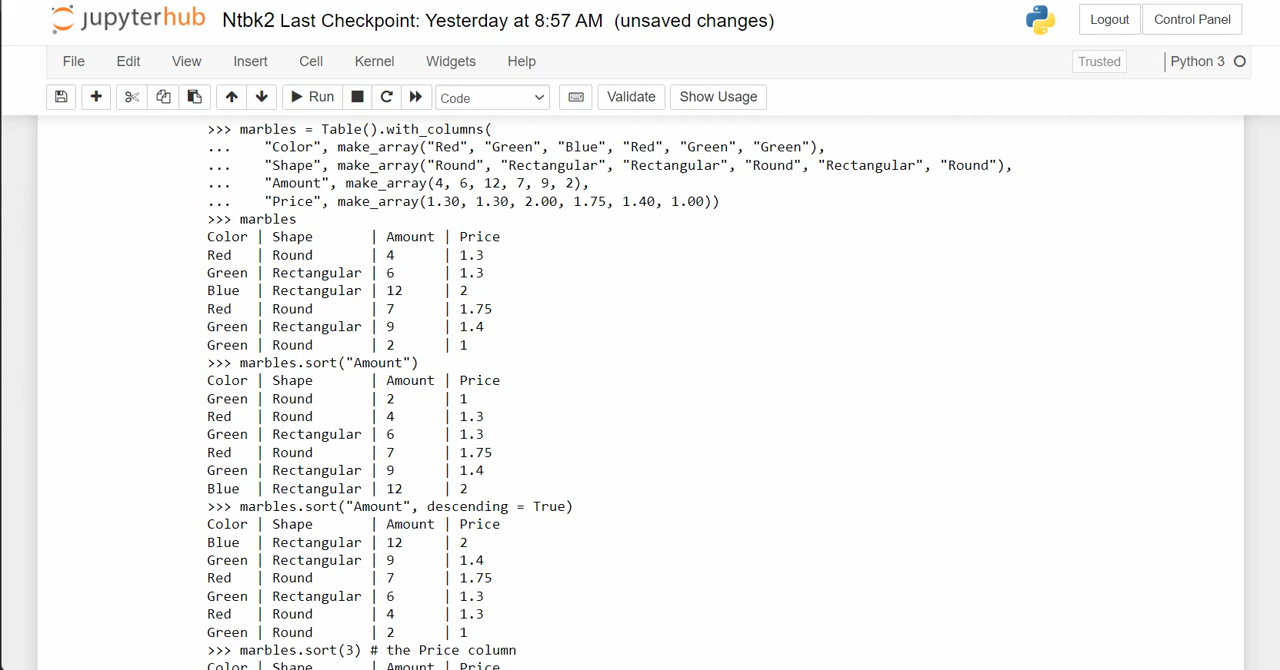 jupyterhub Ntbk2 Last Checkpoint: Yesterday at 8:57 AM (unsaved changes) Logout Control Panel
File Edit View Insert Cell Kernel Widgets Help Trusted Python 3
Run Code Validate Show Usage
>>> marbles = Table().with_columns(
...    "Color", make_array("Red", "Green", "Blue", "Red", "Green", "Green"),
...    "Shape", make_array("Round", "Rectangular", "Rectangular", "Round", "Rectangular", "Round"),
...    "Amount", make_array(4, 6, 12, 7, 9, 2),
...    "Price", make_array(1.30, 1.30, 2.00, 1.75, 1.40, 1.00))
>>> marbles
Color | Shape       | Amount | Price
Red   | Round       | 4      | 1.3
Green | Rectangular | 6      | 1.3
Blue  | Rectangular | 12     | 2
Red   | Round       | 7      | 1.75
Green | Rectangular | 9      | 1.4
Green | Round       | 2      | 1
>>> marbles.sort("Amount")
Color | Shape       | Amount | Price
Green | Round       | 2      | 1
Red   | Round       | 4      | 1.3
Green | Rectangular | 6      | 1.3
Red   | Round       | 7      | 1.75
Green | Rectangular | 9      | 1.4
Blue  | Rectangular | 12     | 2
>>> marbles.sort("Amount", descending = True)
Color | Shape       | Amount | Price
Blue  | Rectangular | 12     | 2
Green | Rectangular | 9      | 1.4
Red   | Round       | 7      | 1.75
Green | Rectangular | 6      | 1.3
Red   | Round       | 4      | 1.3
Green | Round       | 2      | 1
>>> marbles.sort(3) # the Price column
Color | Shape       | Amount | Price